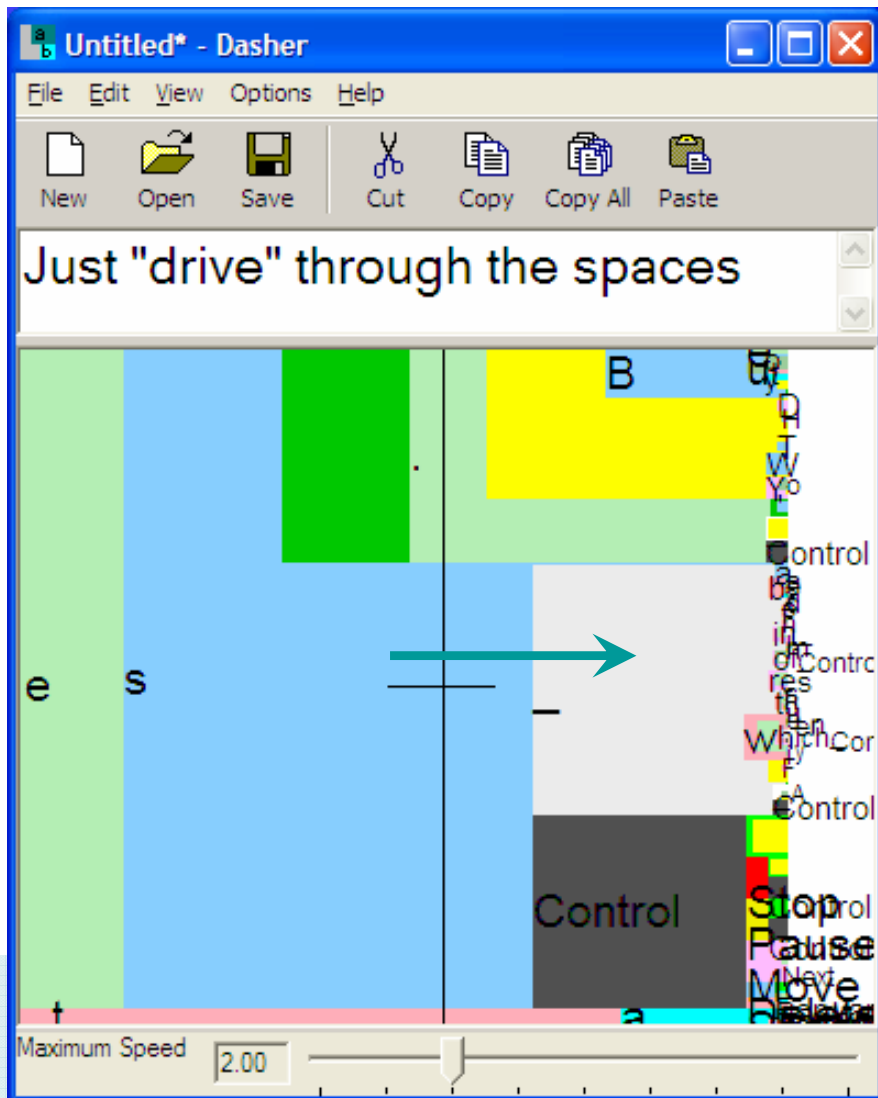 Untitled* - Dasher
File Edit View Options Help
New Open Save Cut Copy Copy All Paste
Just "drive" through the spaces
B
D
T
W
Y
.
Control
e
s
Control
_
Which
Control
Control
Stop
Pause
Move
t
a
Maximum Speed 2.00